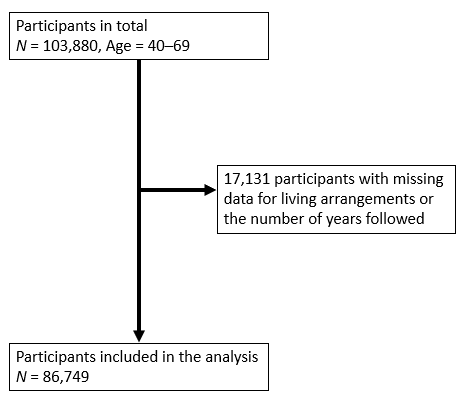 Participants in total
N = 103,880, Age = 40–69
17,131 participants with missing
data for living arrangements or
the number of years followed
Participants included in the analysis
N = 86,749